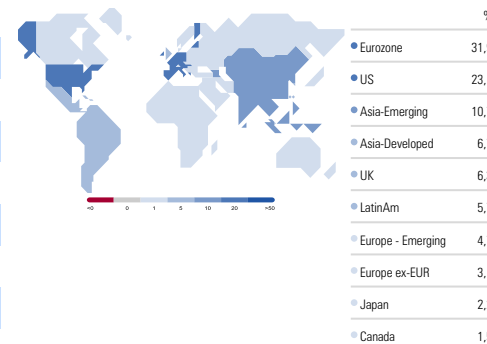 %
Eurozone 31,
US 23,
Asia-Emerging 10,
Asia-Developed 6,
UK 6,
LatinAm 5,
Europe - Emerging 4,
Europe ex-EUR 3,
Japan 2,
Canada 1,
<0 0 1 5 10 20 >50